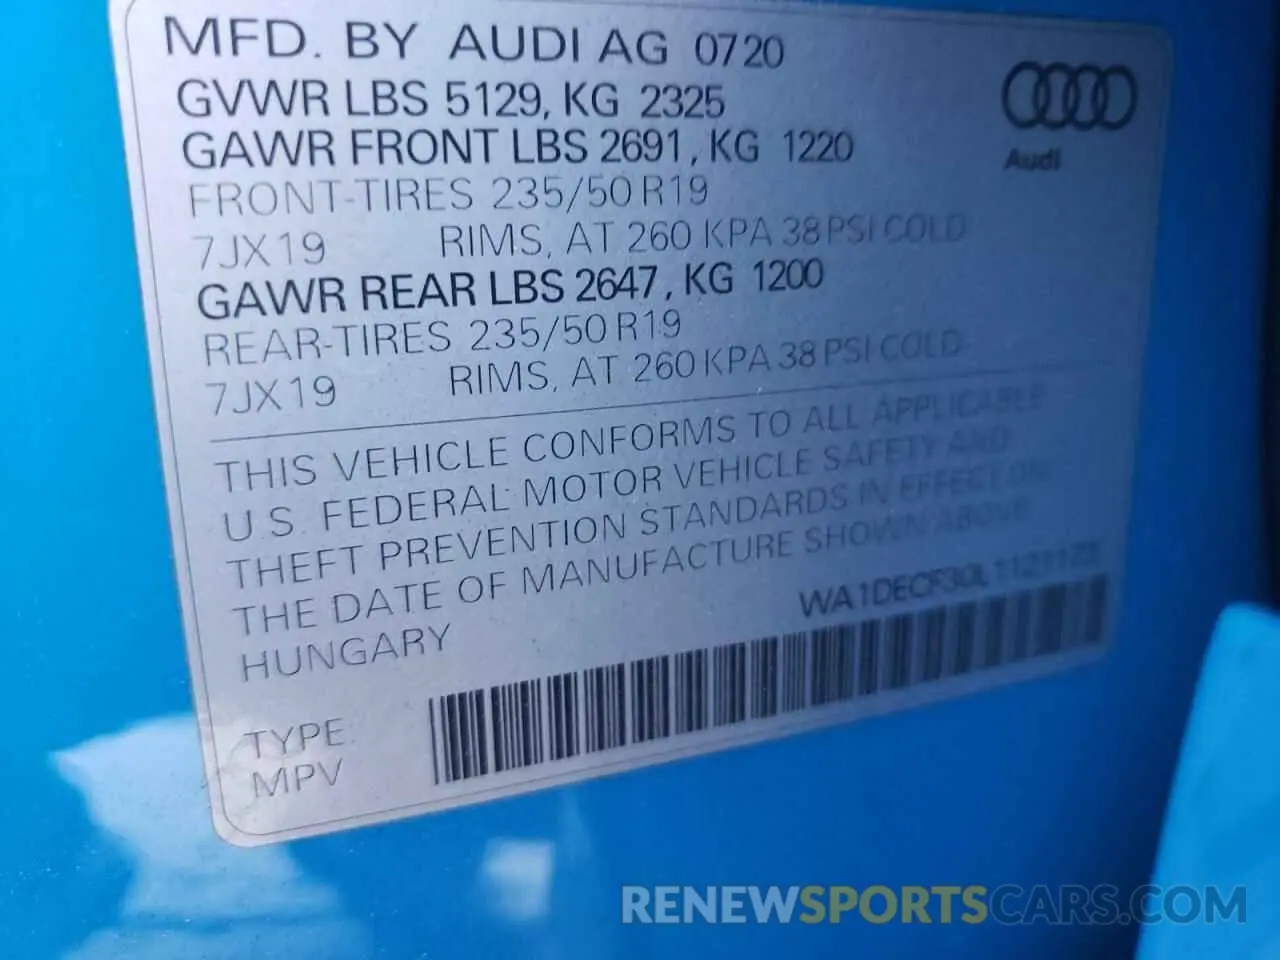 MFD. BY AUDI AG 07 20
GVWR LBS 5129, KG 2325
GAWR FRONT LBS 2691, KG 1220
Audi
FRONT-TIRES 235/50 R19
7JX19 RIMS, AT 260 KPA 38 PSI COLD
GAWR REAR LBS 2647, KG 1200
REAR-TIRES 235/50 R19
7JX19 RIMS, AT 260 KPA 38 PSI COLD
THIS VEHICLE CONFORMS TO ALL APPLICABLE
U.S. FEDERAL MOTOR VEHICLE SAFETY AND
THEFT PREVENTION STANDARDS IN EFFECT ON
THE DATE OF MANUFACTURE SHOWN ABOVE
HUNGARY
TYPE:
MPV
RENEWSPORTSCARS.COM